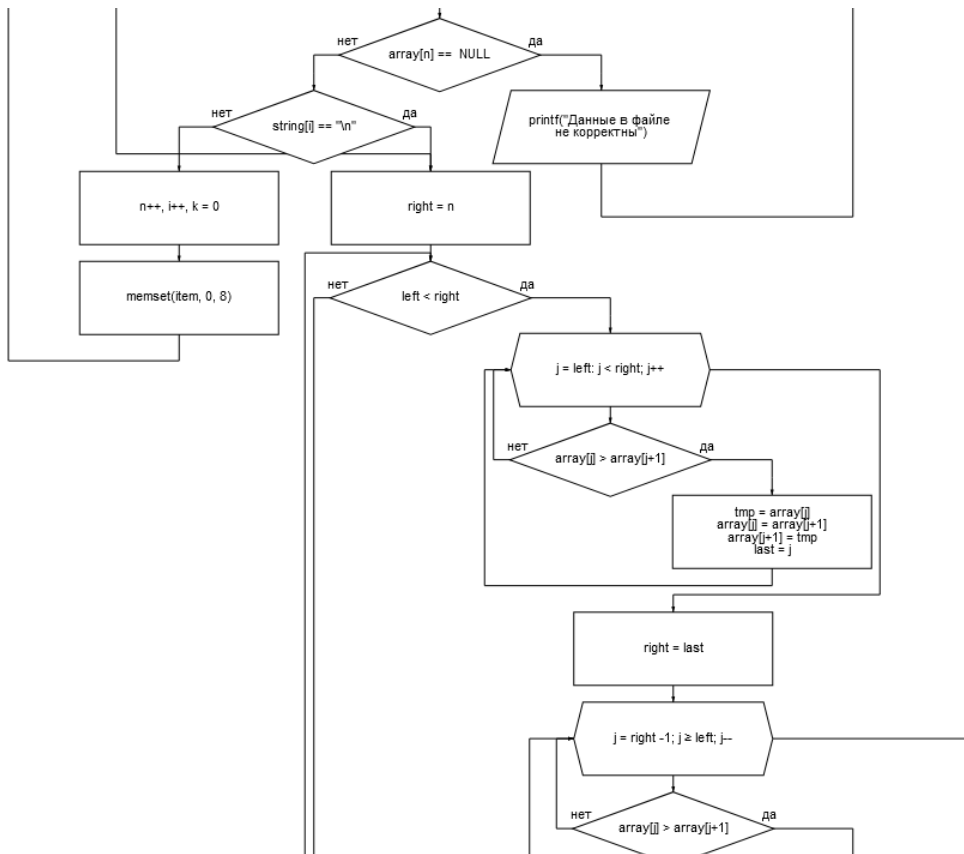 нет
да
array[n] == NULL
нет
да
string[i] == "\n"
printf("Данные в файле
не корректны")
n++, i++, k = 0
right = n
memset(item, 0, 8)
нет
да
left < right
j = left: j < right; j++
нет
да
array[j] > array[j+1]
tmp = array[j]
array[j] = array[j+1]
array[j+1] = tmp
last = j
right = last
j = right -1; j ≥ left; j--
нет
да
array[j] > array[j+1]